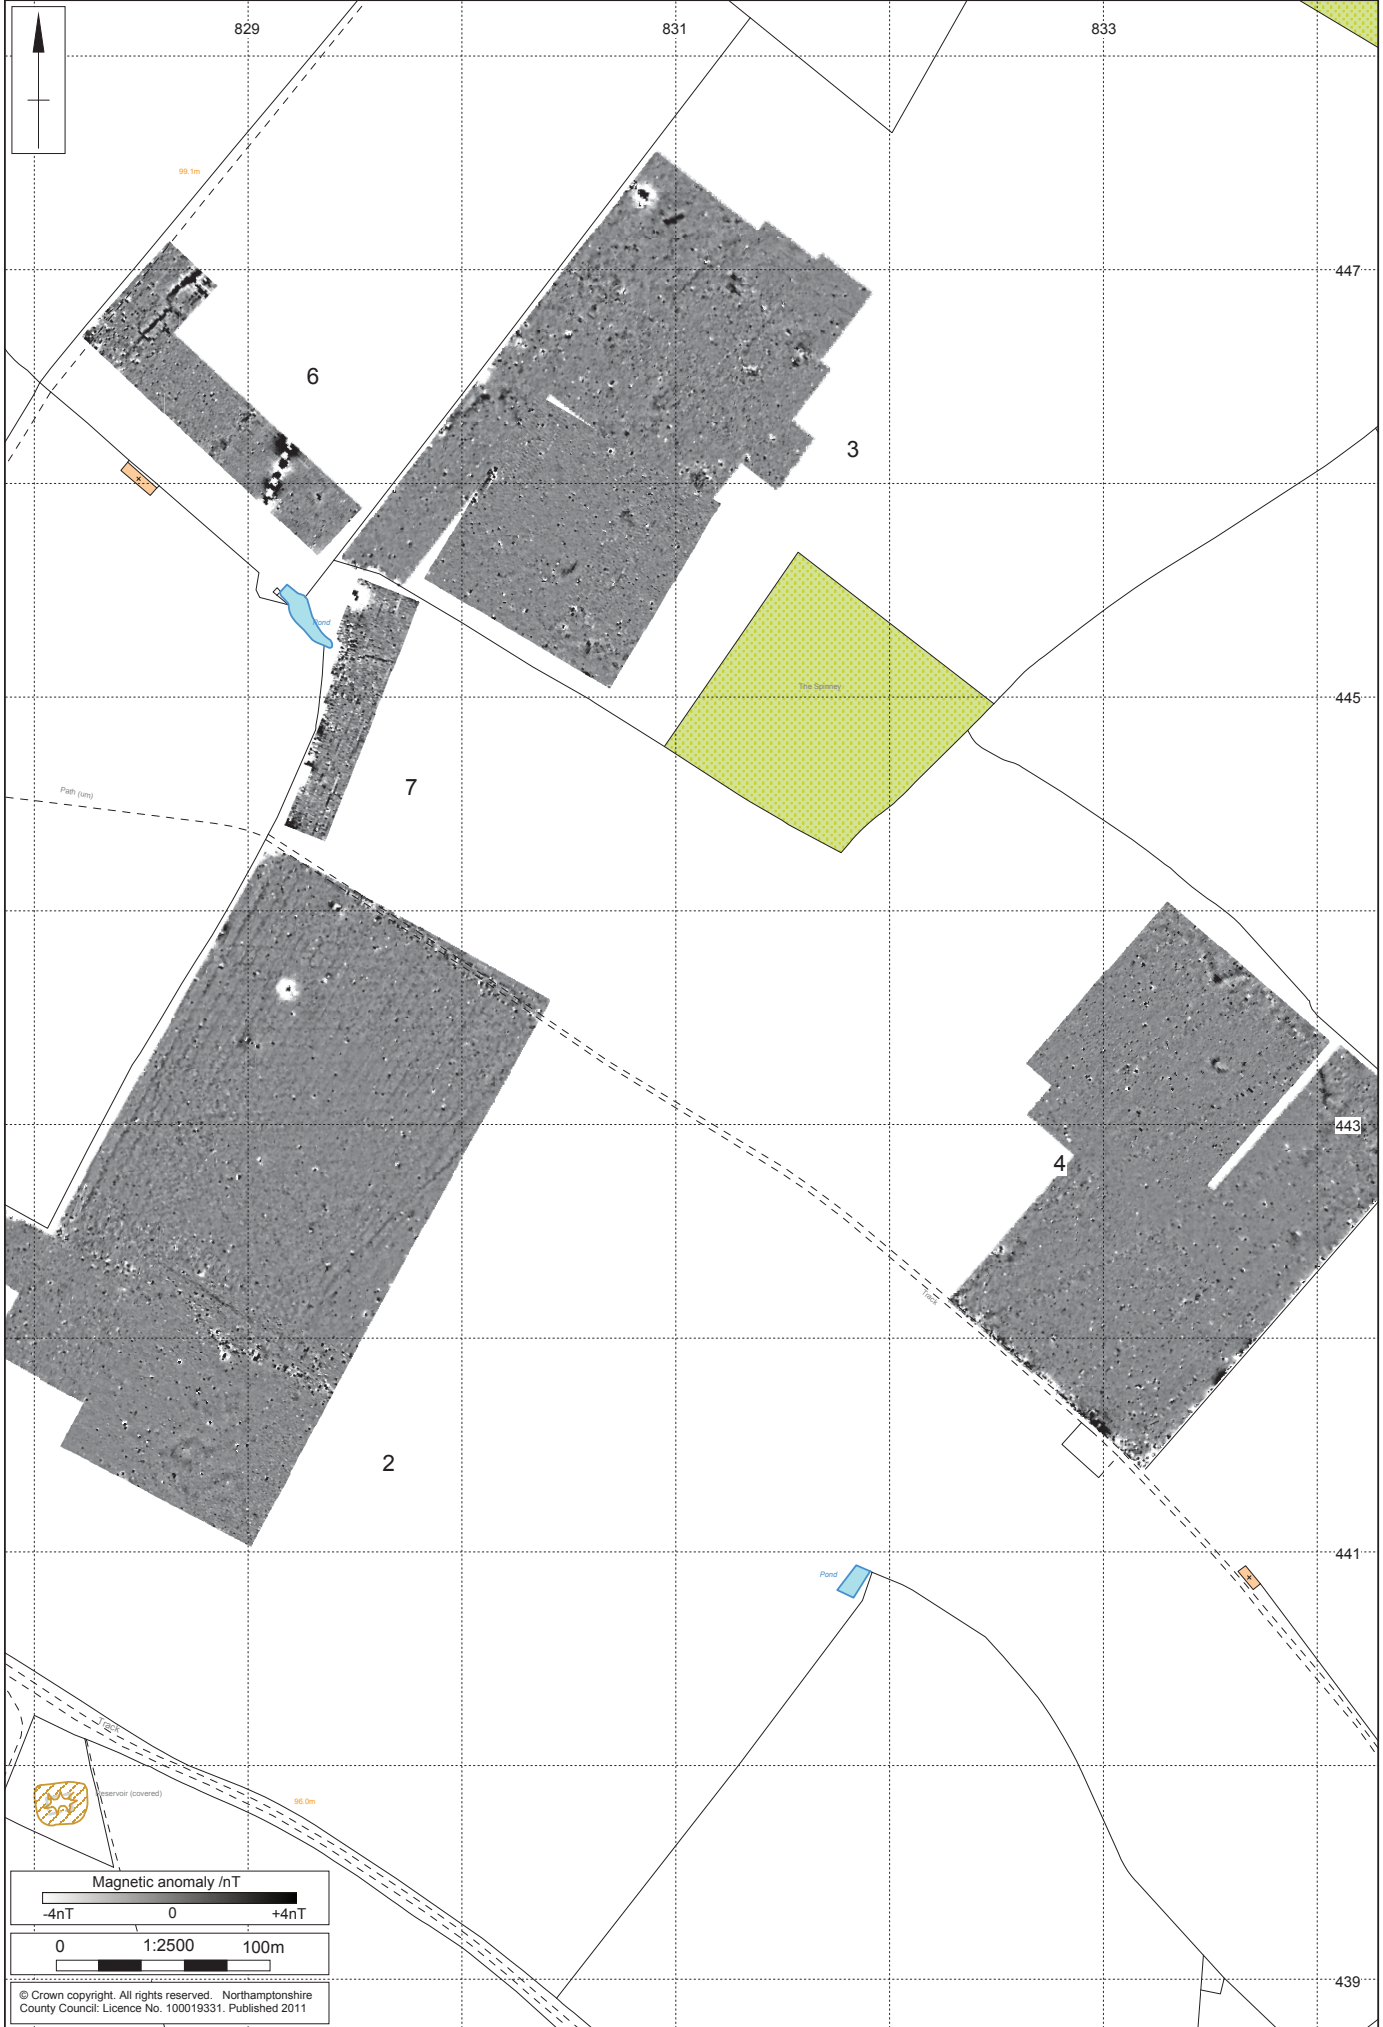 829
831
833
99.1m
447
6
3
Pond
The Spinney
445
7
Path (um)
443
4
Track
2
441
Pond
Track
Reservoir (covered)
96.0m
Magnetic anomaly /nT
-4nT 0 +4nT
0 1:2500 100m
439
© Crown copyright. All rights reserved. Northamptonshire
County Council: Licence No. 100019331. Published 2011